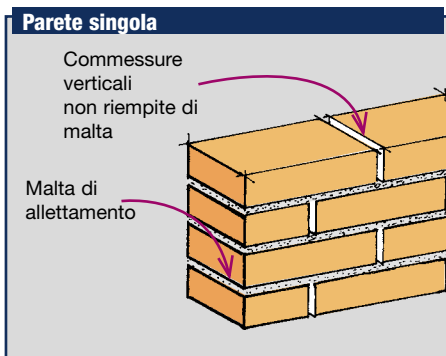 Parete singola
Commessure
verticali
non riempite di
malta
Malta di
allettamento